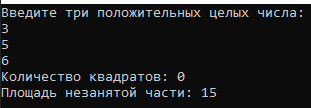 Введите три положительных целых числа:
3
5
6
Количество квадратов: 0
Площадь незанятой части: 15